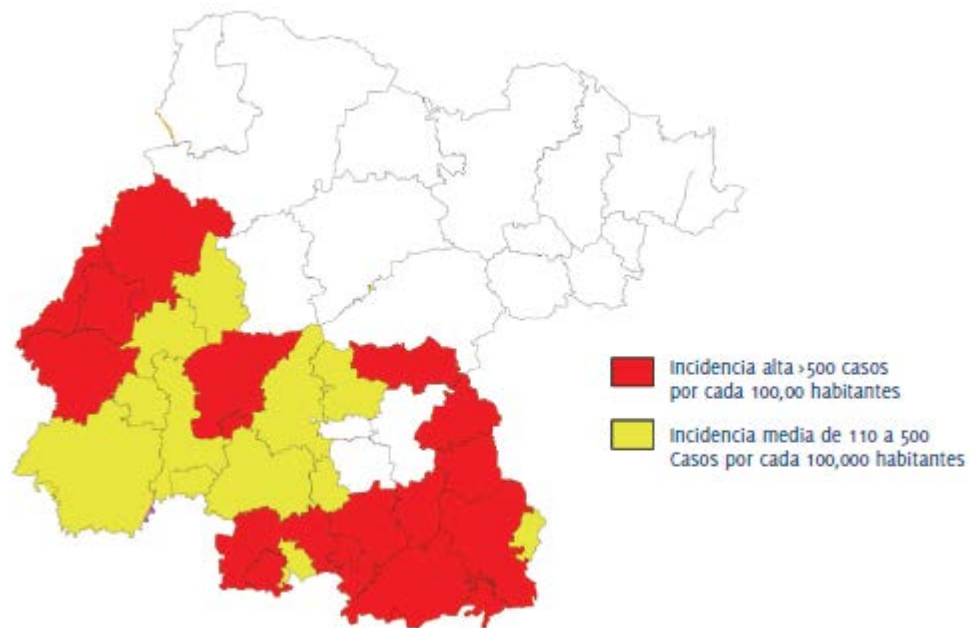 Incidencia alta >500 casos
por cada 100,00 habitantes
Incidencia media de 110 a 500
Casos por cada 100,000 habitantes